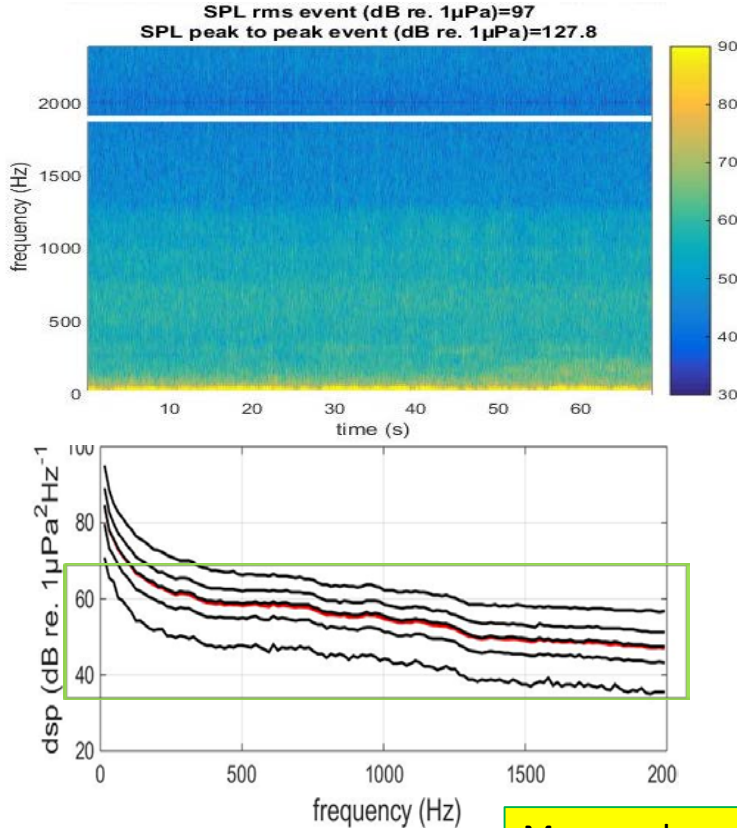 SPL rms event (dB re. 1µPa)=97
SPL peak to peak event (dB re. 1µPa)=127.8
frequency (Hz)
2000
1500
1000
500
0
10 20 30 40 50 60
time (s)
90
80
70
60
50
40
30
dsp (dB re. 1µPa²Hz⁻¹
100
80
60
40
20
0 500 1000 1500 200
frequency (Hz)